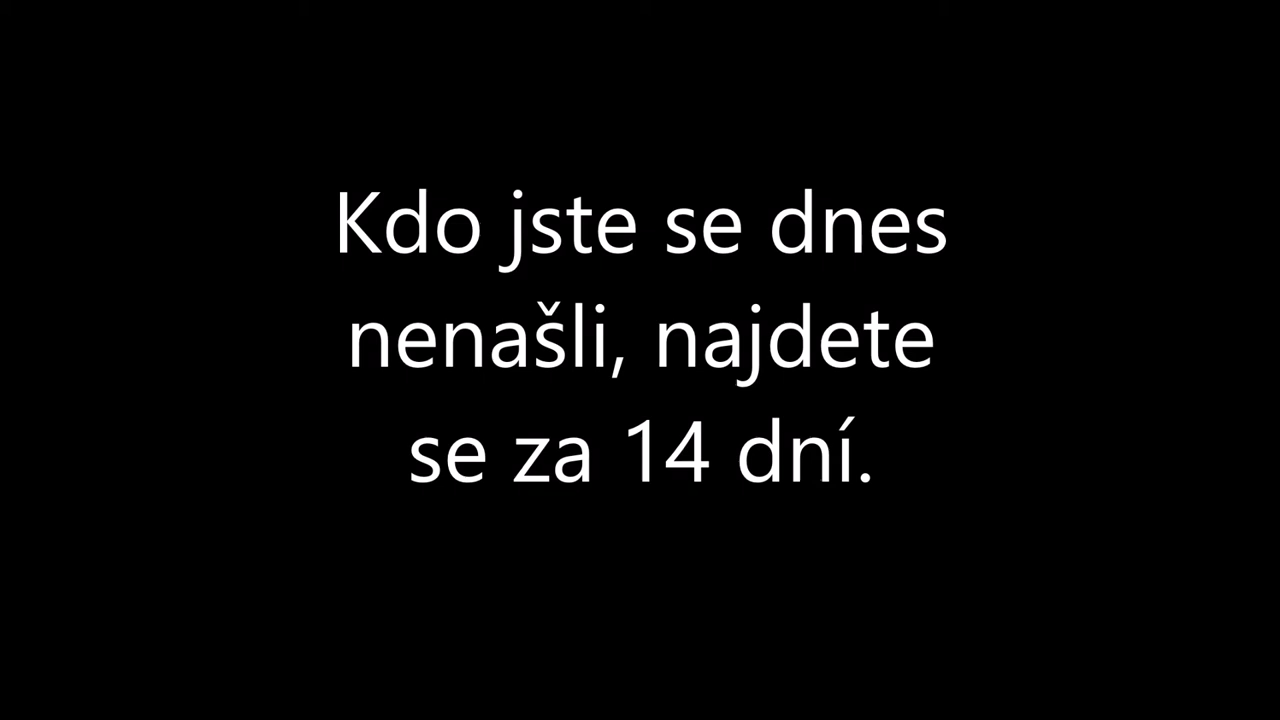 Kdo jste se dnes
nenašli, najdete
se za 14 dní.